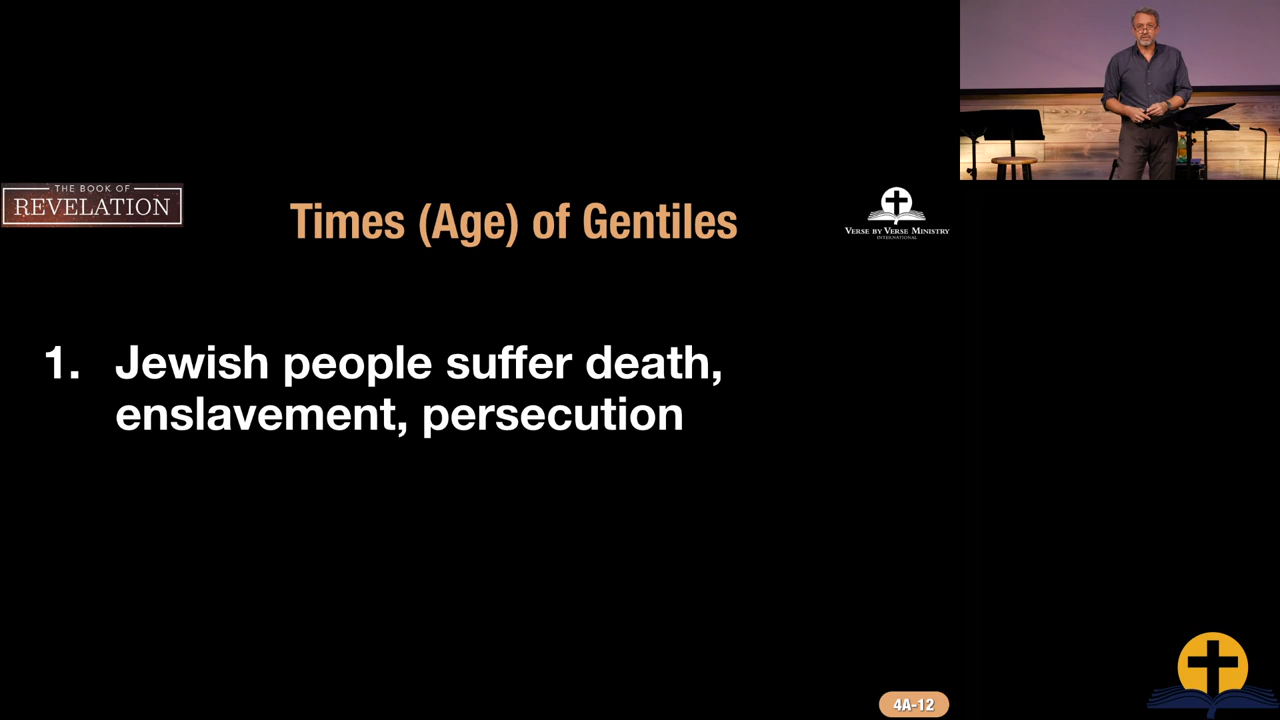 THE BOOK OF
REVELATION
Times (Age) of Gentiles
VERSE BY VERSE MINISTRY
INTERNATIONAL
1. Jewish people suffer death,
enslavement, persecution
4A-12